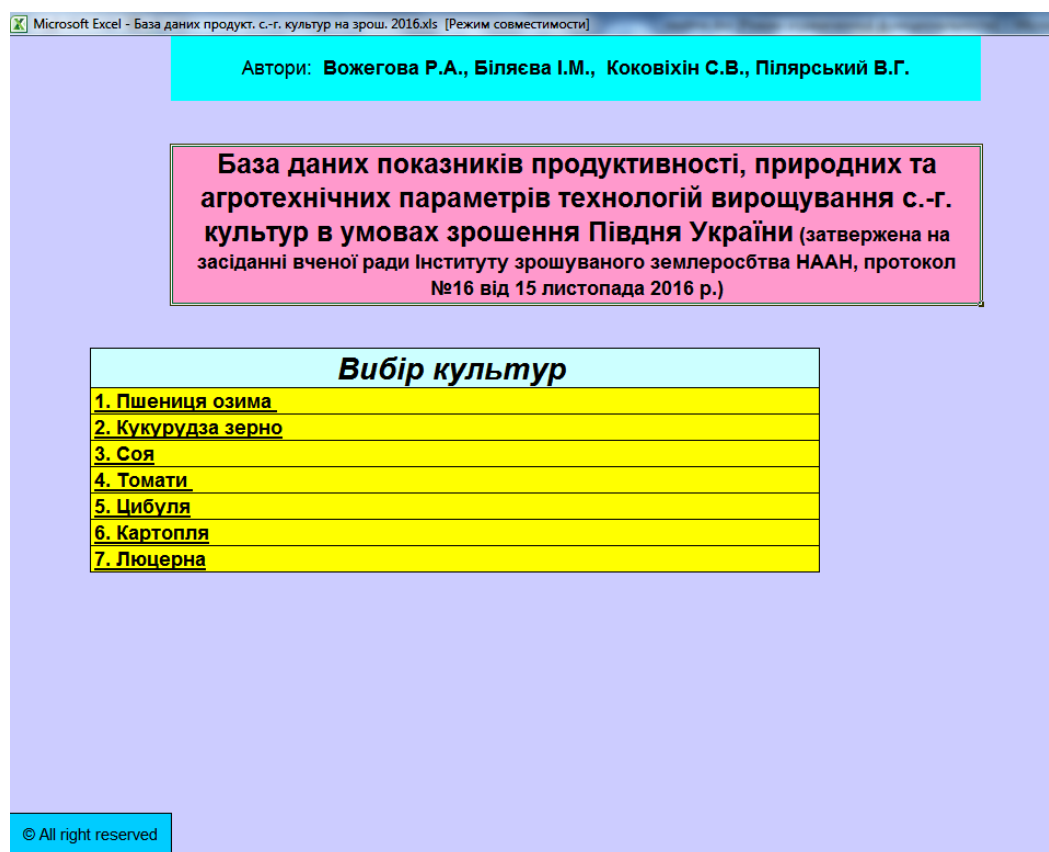 Microsoft Excel - База даних продукт. с.-г. культур на зрош. 2016.xls [Режим совместимости]
Автори: Вожегова Р.А., Біляєва І.М., Коковіхін С.В., Пілярський В.Г.
База даних показників продуктивності, природних та
агротехнічних параметрів технологій вирощування с.-г.
культур в умовах зрошення Півдня України (затвержена на
засіданні вченої ради Інституту зрошуваного землеросбтва НААН, протокол
№16 від 15 листопада 2016 р.)
Вибір культур
1. Пшениця озима
2. Кукурудза зерно
3. Соя
4. Томати
5. Цибуля
6. Картопля
7. Люцерна
© All right reserved